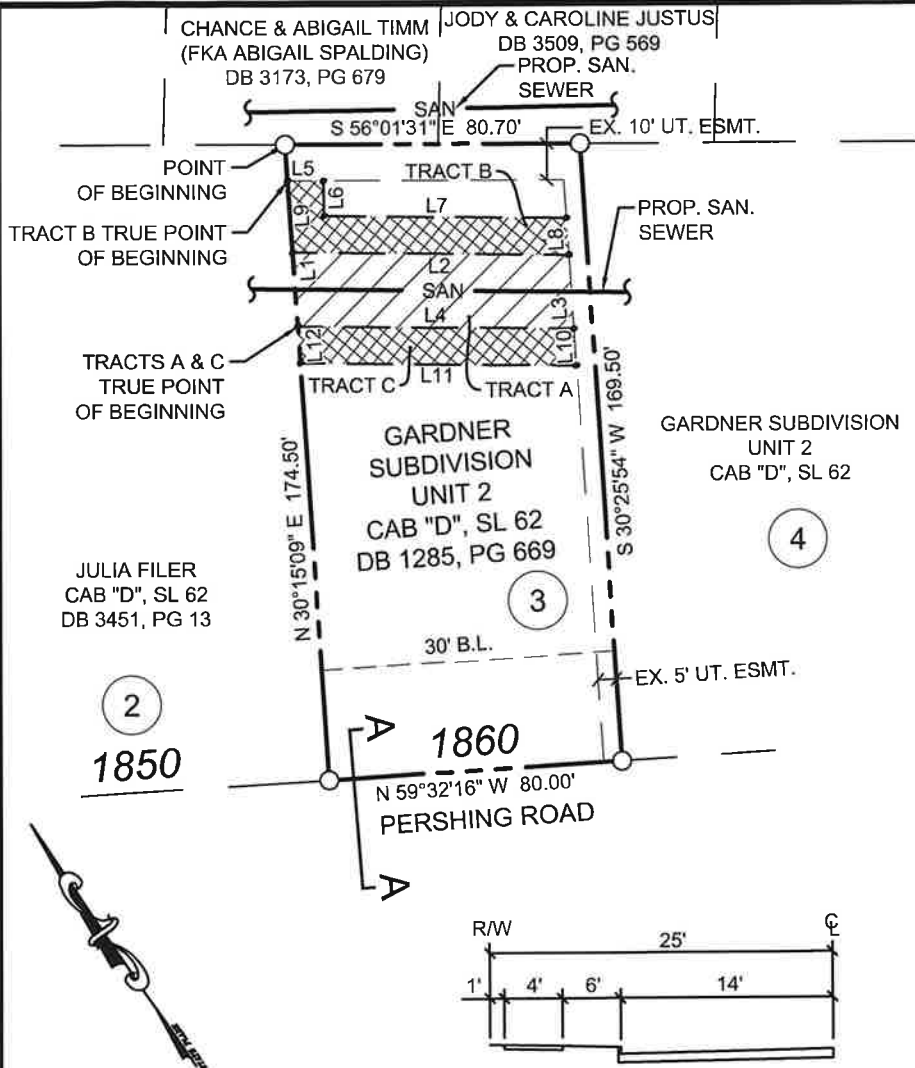 CHANCE & ABIGAIL TIMM
(FKA ABIGAIL SPALDING)
DB 3173, PG 679
JODY & CAROLINE JUSTUS
DB 3509, PG 569
PROP. SAN.
SEWER
SAN
S 56°01'31" E 80.70'
EX. 10' UT. ESMT.
POINT
OF BEGINNING
L5
L6
TRACT B
L9
L7
L8
TRACT B TRUE POINT
OF BEGINNING
PROP. SAN.
SEWER
L1
L2
SAN
L3
L4
L12
L10
TRACTS A & C
TRUE POINT
OF BEGINNING
TRACT C
L11
TRACT A
N 30°15'09" E 174.50'
S 30°25'54" W 169.50'
GARDNER
SUBDIVISION
UNIT 2
CAB "D", SL 62
DB 1285, PG 669
3
GARDNER SUBDIVISION
UNIT 2
CAB "D", SL 62
4
JULIA FILER
CAB "D", SL 62
DB 3451, PG 13
2
1850
30' B.L.
EX. 5' UT. ESMT.
A
1860
N 59°32'16" W 80.00'
PERSHING ROAD
A
R/W
25'
℄
1'
4'
6'
14'